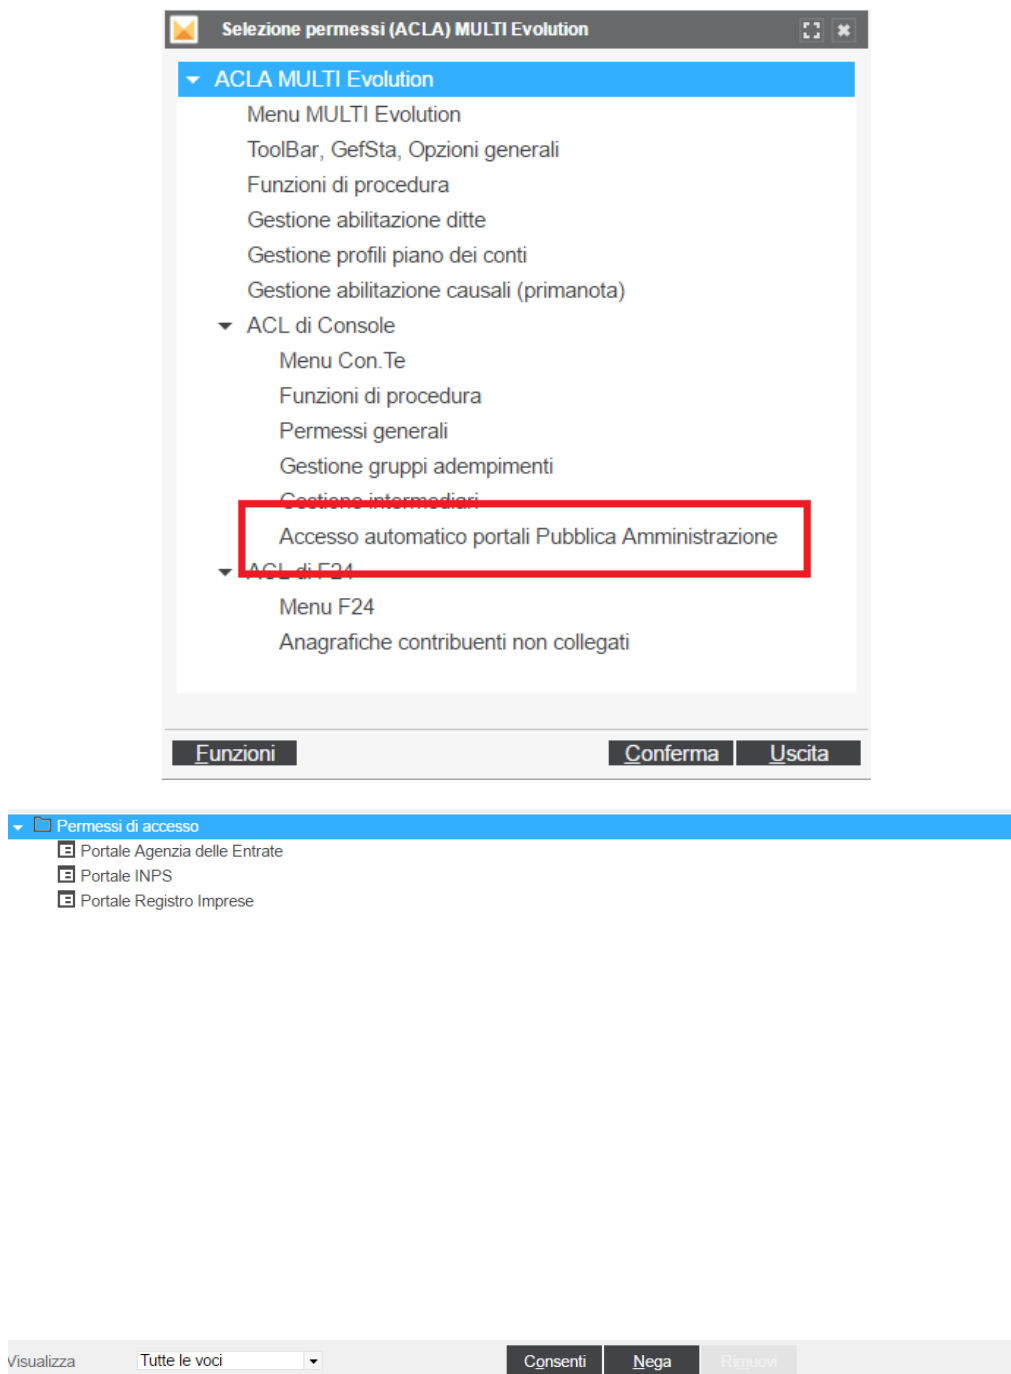 Selezione permessi (ACLA) MULTI Evolution
ACLA MULTI Evolution
Menu MULTI Evolution
ToolBar, GefSta, Opzioni generali
Funzioni di procedura
Gestione abilitazione ditte
Gestione profili piano dei conti
Gestione abilitazione causali (primanota)
ACL di Console
Menu Con.Te
Funzioni di procedura
Permessi generali
Gestione gruppi adempimenti
Gestione intermediari
Accesso automatico portali Pubblica Amministrazione
ACL di F24
Menu F24
Anagrafiche contribuenti non collegati
Funzioni Conferma Uscita
Permessi di accesso
Portale Agenzia delle Entrate
Portale INPS
Portale Registro Imprese
Visualizza Tutte le voci Consenti Nega Rimuovi